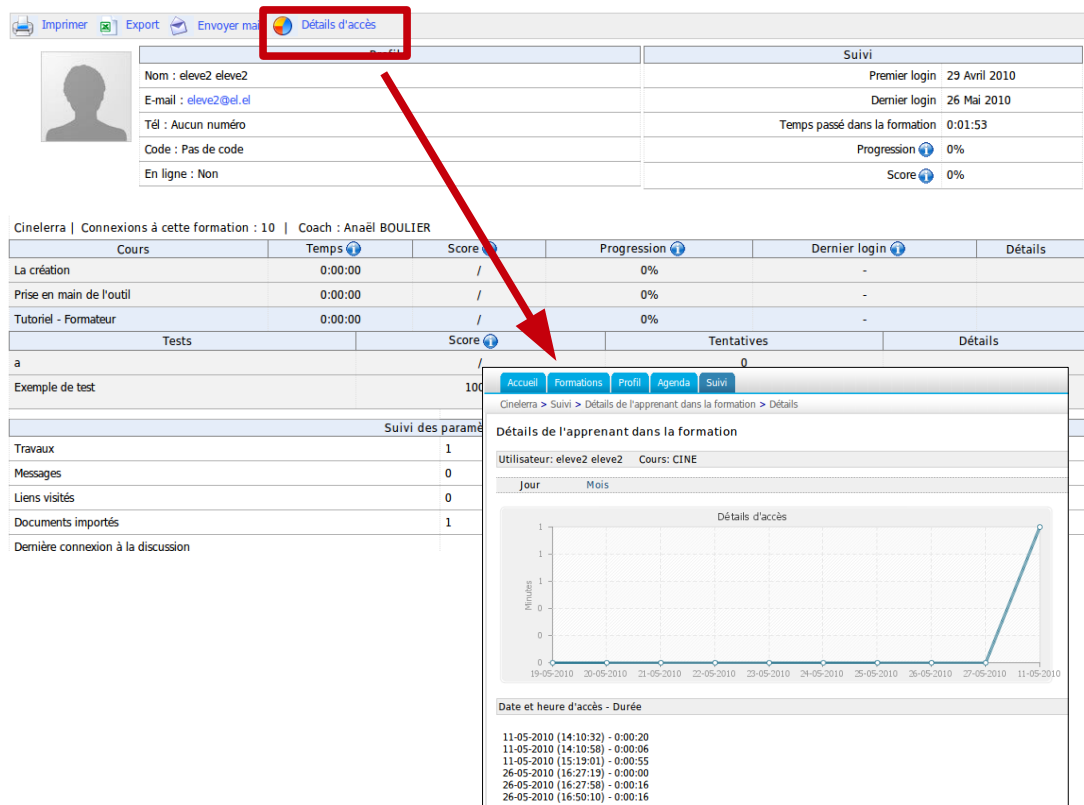 Imprimer Export Envoyer mai Détails d'accès
Suivi
Nom : eleve2 eleve2 Premier login 29 Avril 2010
E-mail : eleve2@el.el Dernier login 26 Mai 2010
Tél : Aucun numéro Temps passé dans la formation 0:01:53
Code : Pas de code Progression 0%
En ligne : Non Score 0%
Cinelerra | Connexions à cette formation : 10 | Coach : Anaël BOULIER
Cours Temps Score Progression Dernier login Détails
La création 0:00:00 / 0% -
Prise en main de l'outil 0:00:00 / 0% -
Tutoriel - Formateur 0:00:00 / 0% -
Tests Score Tentatives Détails
a / 0
Exemple de test 100
Suivi des paramè
Travaux 1
Messages 0
Liens visités 0
Documents importés 1
Dernière connexion à la discussion
Accueil Formations Profil Agenda Suivi
Cinelerra > Suivi > Détails de l'apprenant dans la formation > Détails
Détails de l'apprenant dans la formation
Utilisateur: eleve2 eleve2 Cours: CINE
Jour Mois
Détails d'accès
Minutes
1
1
1
0
0
0
19-05-2010 20-05-2010 21-05-2010 22-05-2010 23-05-2010 24-05-2010 25-05-2010 26-05-2010 27-05-2010 11-05-2010
Date et heure d'accès - Durée
11-05-2010 (14:10:32) - 0:00:20
11-05-2010 (14:10:58) - 0:00:06
11-05-2010 (15:19:01) - 0:00:55
26-05-2010 (16:27:19) - 0:00:00
26-05-2010 (16:27:58) - 0:00:16
26-05-2010 (16:50:10) - 0:00:16